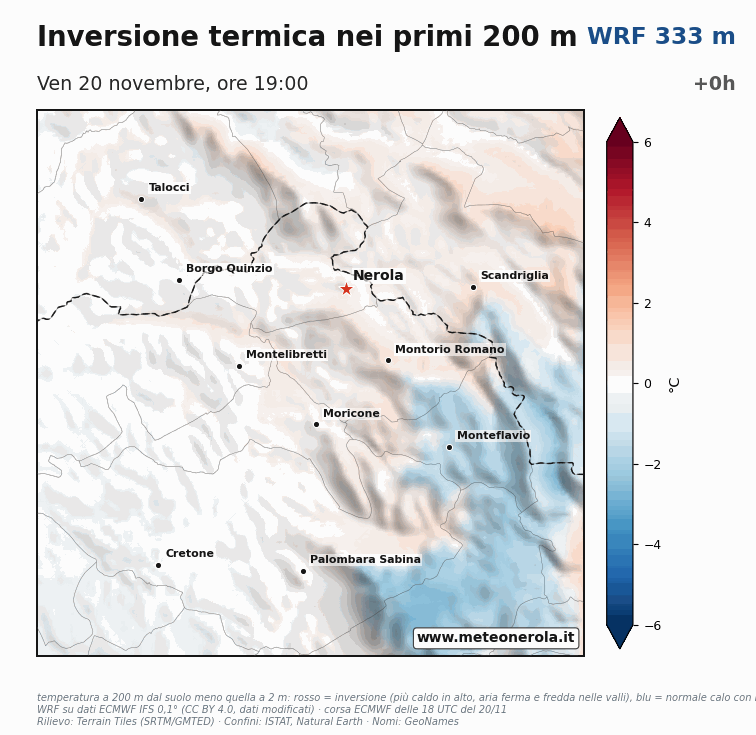 Inversione termica nei primi 200 m WRF 333 m
Ven 20 novembre, ore 19:00 +0h
Talocci
Borgo Quinzio
Nerola
Scandriglia
Montelibretti
Montorio Romano
Moricone
Monteflavio
Cretone
Palombara Sabina
www.meteonerola.it
6
4
2
0
−2
−4
−6
°C
temperatura a 200 m dal suolo meno quella a 2 m: rosso = inversione (più caldo in alto, aria ferma e fredda nelle valli), blu = normale calo con
WRF su dati ECMWF IFS 0,1° (CC BY 4.0, dati modificati) · corsa ECMWF delle 18 UTC del 20/11
Rilievo: Terrain Tiles (SRTM/GMTED) · Confini: ISTAT, Natural Earth · Nomi: GeoNames